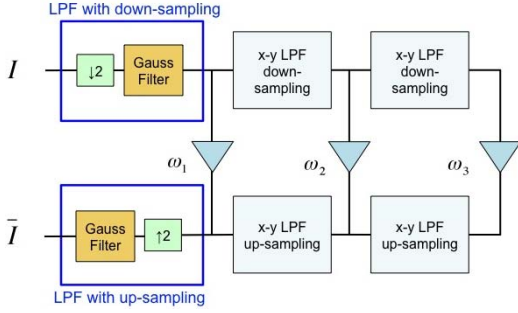 LPF with down-sampling
I
↓2
Gauss
Filter
x-y LPF
down-
sampling
x-y LPF
down-
sampling
ω1
ω2
ω3
Ī
Gauss
Filter
↑2
x-y LPF
up-sampling
x-y LPF
up-sampling
LPF with up-sampling